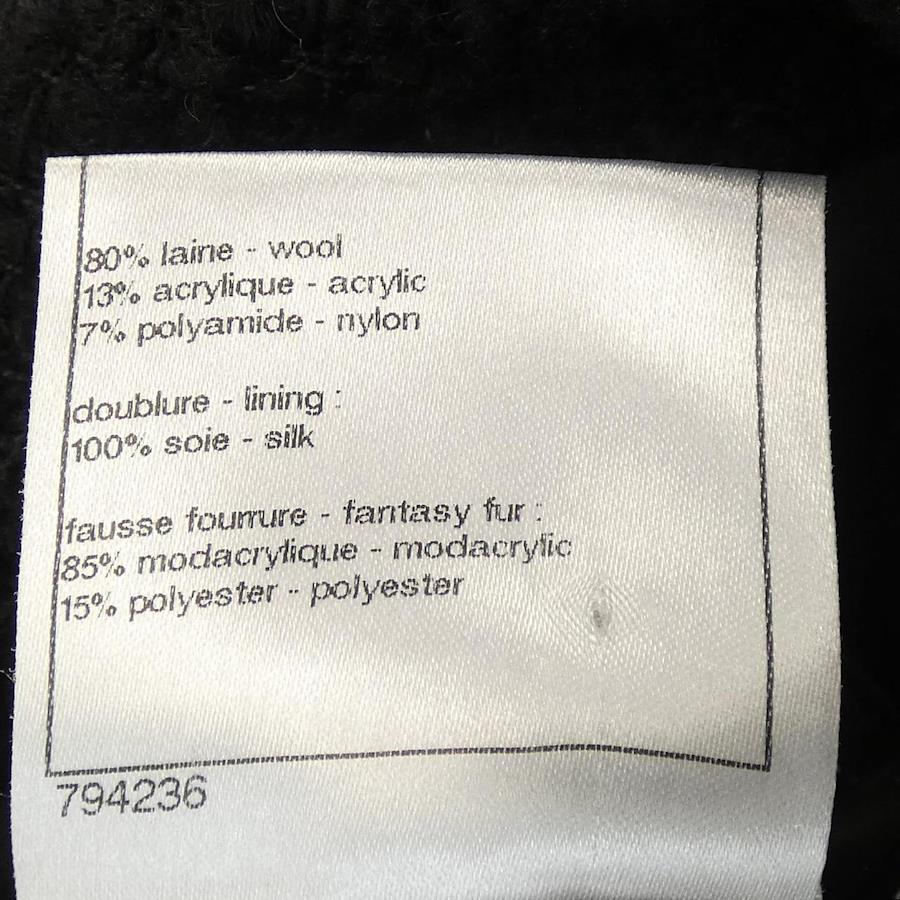 80% laine - wool
13% acrylique - acrylic
7% polyamide - nylon
doublure - lining :
100% soie - silk
fausse fourrure - fantasy fur :
85% modacrylique - modacrylic
15% polyester - polyester
794236